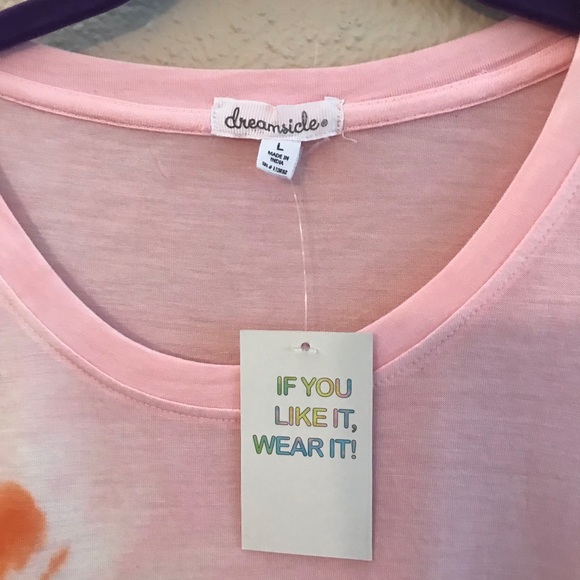 dreamsicle®
L
MADE IN
INDIA
IF YOU
LIKE IT,
WEAR IT!